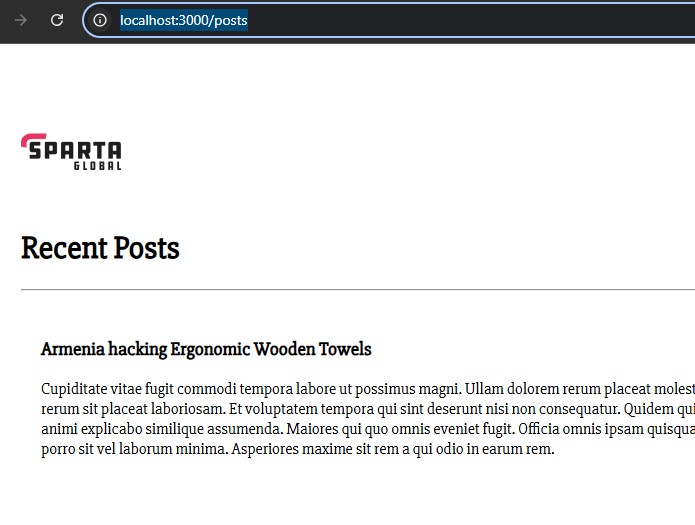 localhost:3000/posts
SPARTA
GLOBAL
Recent Posts
Armenia hacking Ergonomic Wooden Towels
Cupiditate vitae fugit commodi tempora labore ut possimus magni. Ullam dolorem rerum placeat molest
rerum sit placeat laboriosam. Et voluptatem tempora qui sint deserunt nisi non consequatur. Quidem qui
animi explicabo similique assumenda. Maiores qui quo omnis eveniet fugit. Officia omnis ipsam quisqua
porro sit vel laborum minima. Asperiores maxime sit rem a qui odio in earum rem.